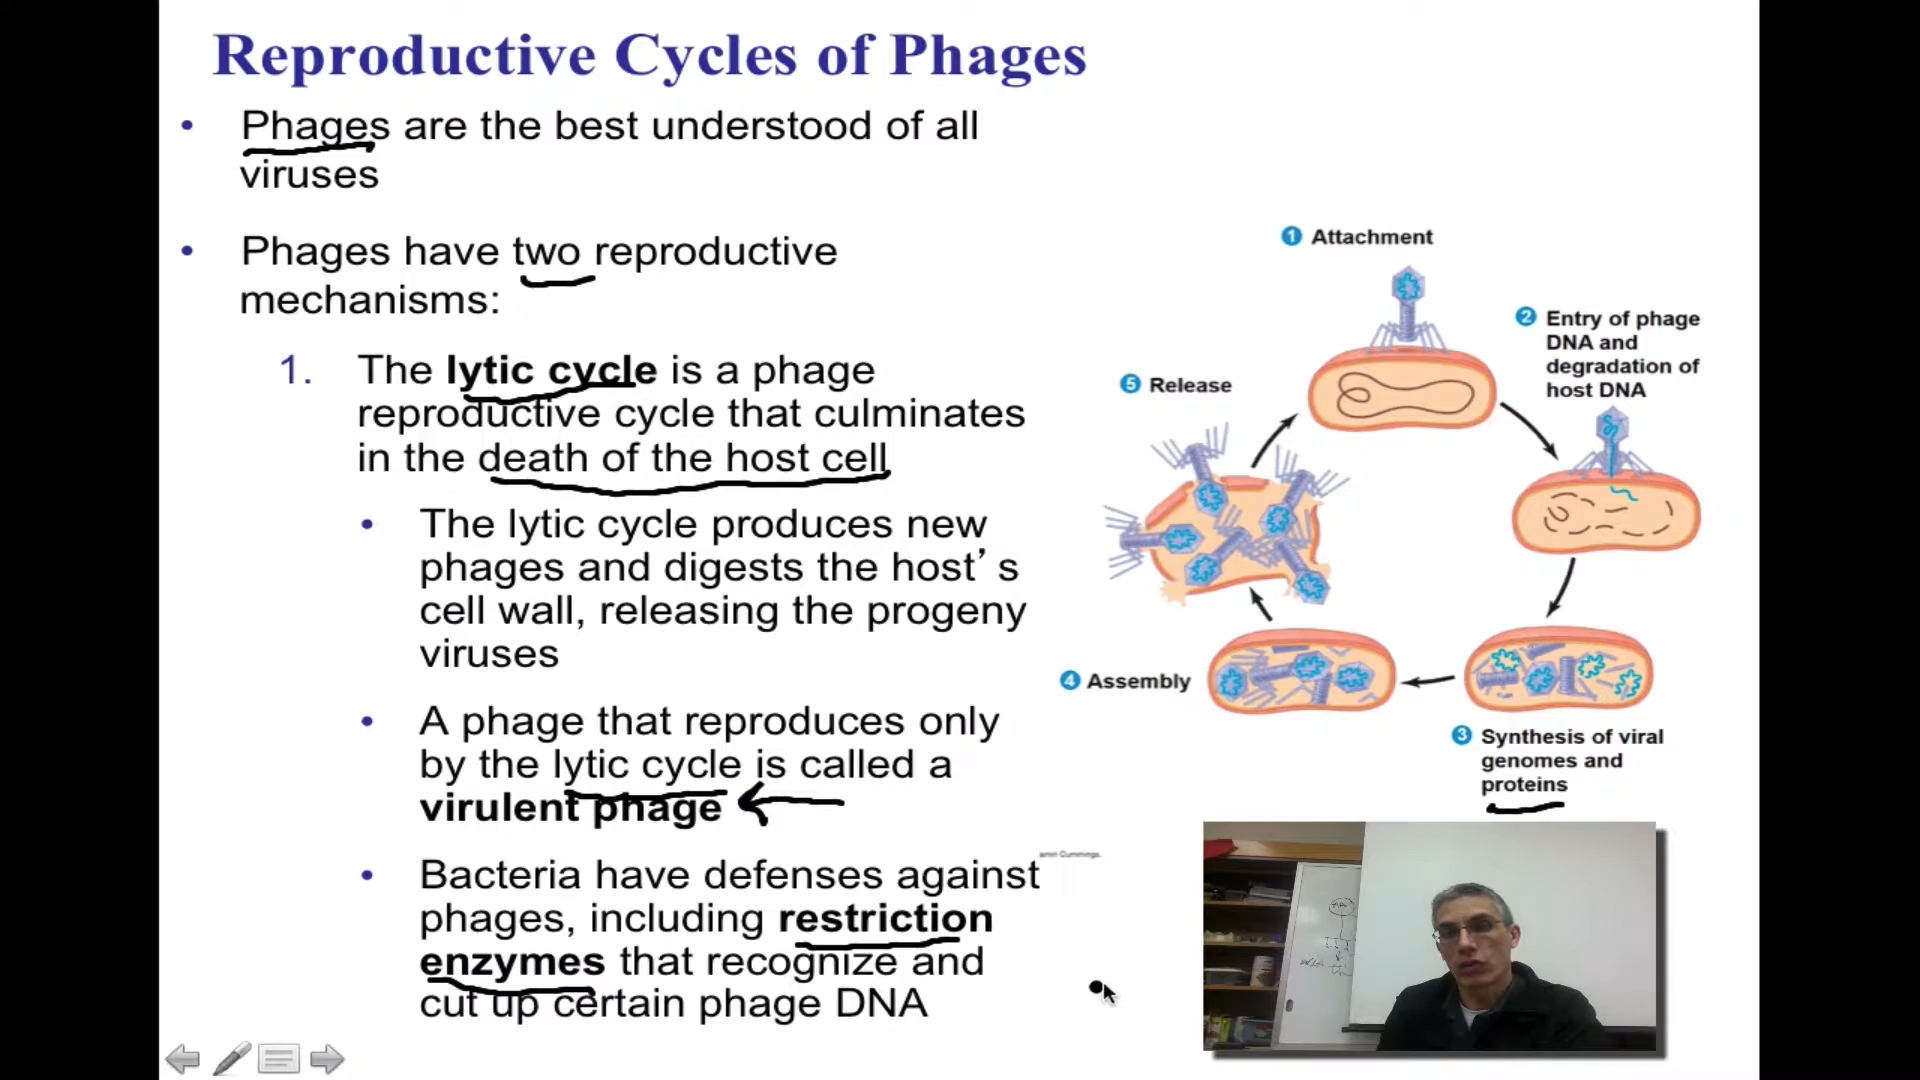 Reproductive Cycles of Phages
• Phages are the best understood of all
viruses
• Phages have two reproductive
mechanisms:
1. The lytic cycle is a phage
reproductive cycle that culminates
in the death of the host cell
• The lytic cycle produces new
phages and digests the host’s
cell wall, releasing the progeny
viruses
• A phage that reproduces only
by the lytic cycle is called a
virulent phage
• Bacteria have defenses against
phages, including restriction
enzymes that recognize and
cut up certain phage DNA
1 Attachment
2 Entry of phage
DNA and
degradation of
host DNA
5 Release
4 Assembly
3 Synthesis of viral
genomes and
proteins
Cummings.